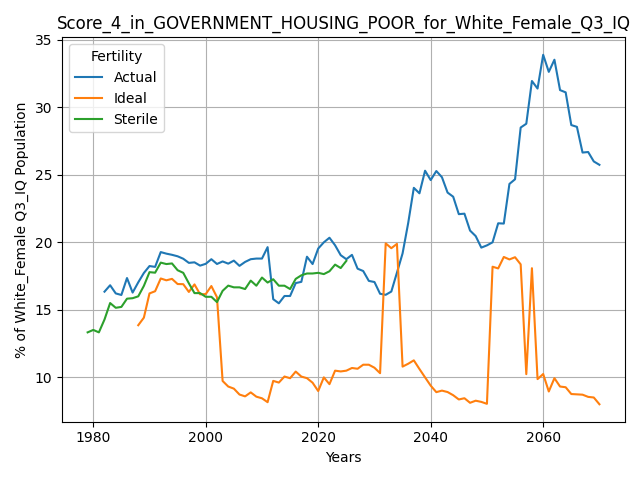 Score_4_in_GOVERNMENT_HOUSING_POOR_for_White_Female_Q3_IQ
Fertility
Actual
Ideal
Sterile
% of White_Female Q3_IQ Population
35
30
25
20
15
10
1980
2000
2020
2040
2060
Years